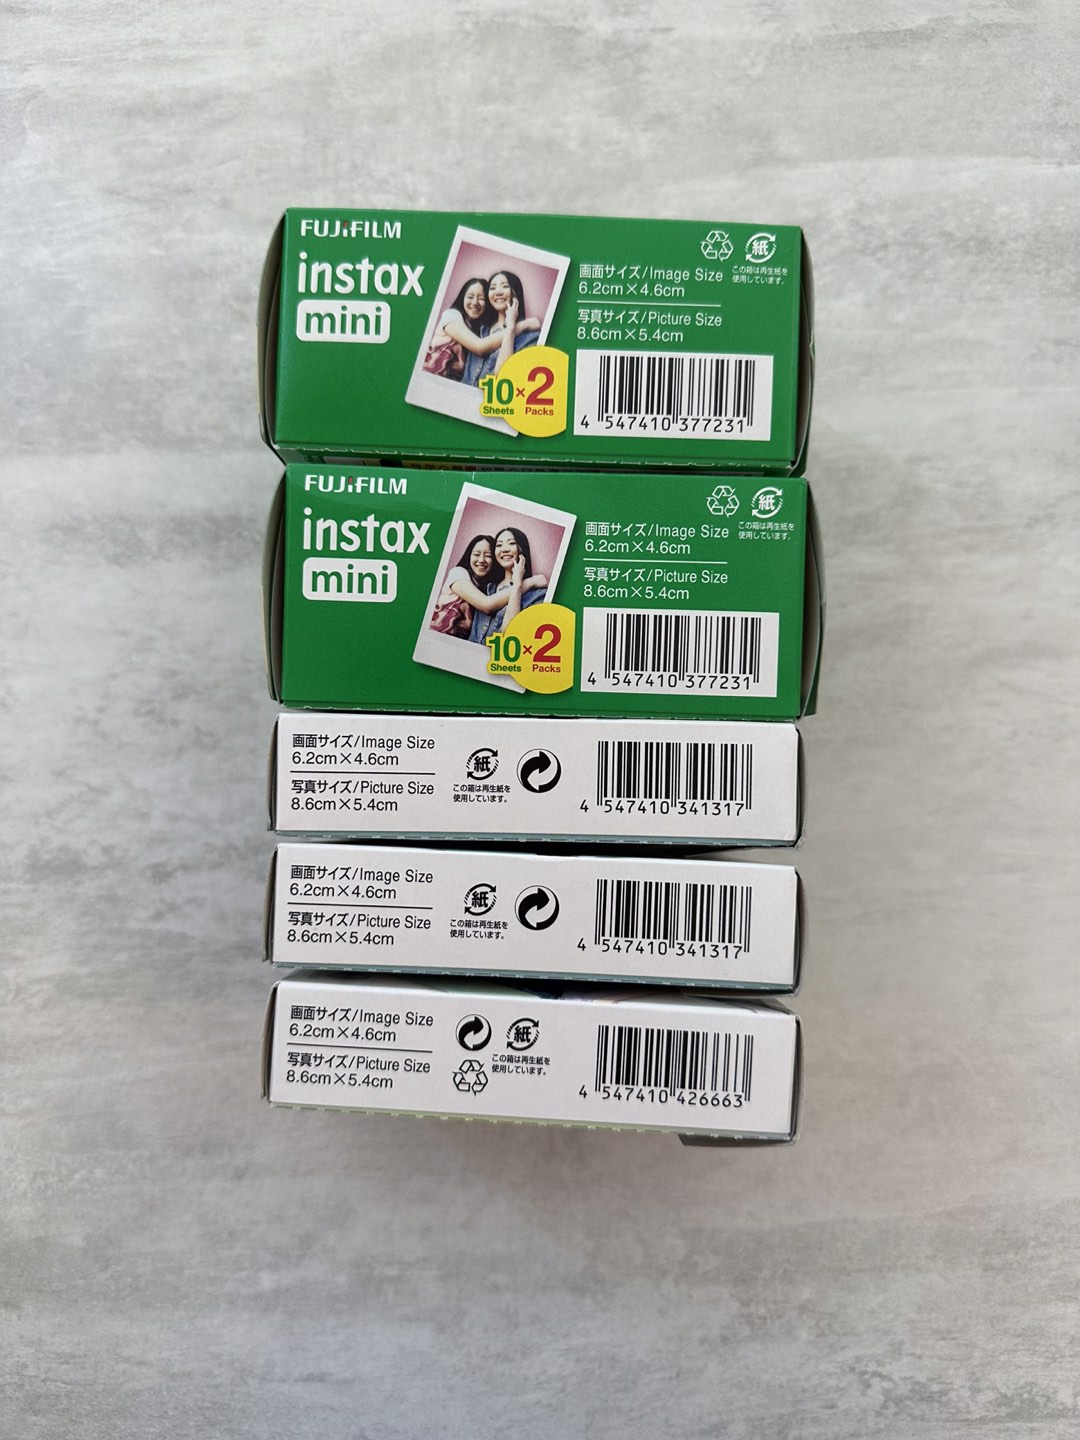 FUJIFILM
instax
mini
10×2
Sheets Packs
画面サイズ/Image Size
6.2cm×4.6cm
写真サイズ/Picture Size
8.6cm×5.4cm
紙
この箱は再生紙を
使用しています。
4 547410 377231
FUJIFILM
instax
mini
10×2
Sheets Packs
画面サイズ/Image Size
6.2cm×4.6cm
写真サイズ/Picture Size
8.6cm×5.4cm
紙
この箱は再生紙を
使用しています。
4 547410 377231
画面サイズ/Image Size
6.2cm×4.6cm
写真サイズ/Picture Size
8.6cm×5.4cm
紙
この箱は再生紙を
使用しています。
4 547410 341317
画面サイズ/Image Size
6.2cm×4.6cm
写真サイズ/Picture Size
8.6cm×5.4cm
紙
この箱は再生紙を
使用しています。
4 547410 341317
画面サイズ/Image Size
6.2cm×4.6cm
写真サイズ/Picture Size
8.6cm×5.4cm
紙
この箱は再生紙を
使用しています。
4 547410 426663